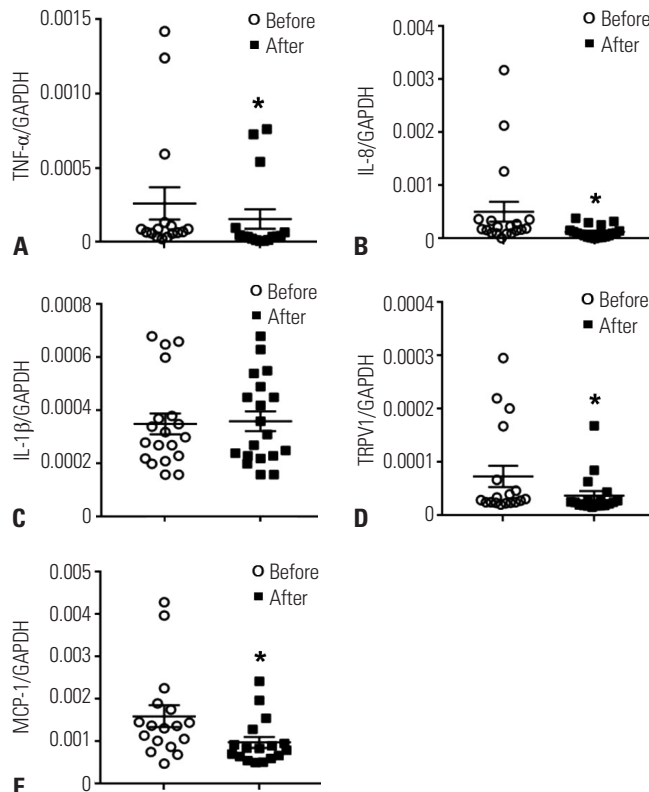 0.0015
0.0010
0.0005
0
TNF-α/GAPDH
Before
After
*
A
0.004
0.003
0.002
0.001
0
IL-8/GAPDH
Before
After
*
B
0.0008
0.0006
0.0004
0.0002
0
IL-1β/GAPDH
Before
After
C
0.0004
0.0003
0.0002
0.0001
0
TRPV1/GAPDH
Before
After
*
D
0.005
0.004
0.003
0.002
0.001
0
MCP-1/GAPDH
Before
After
*